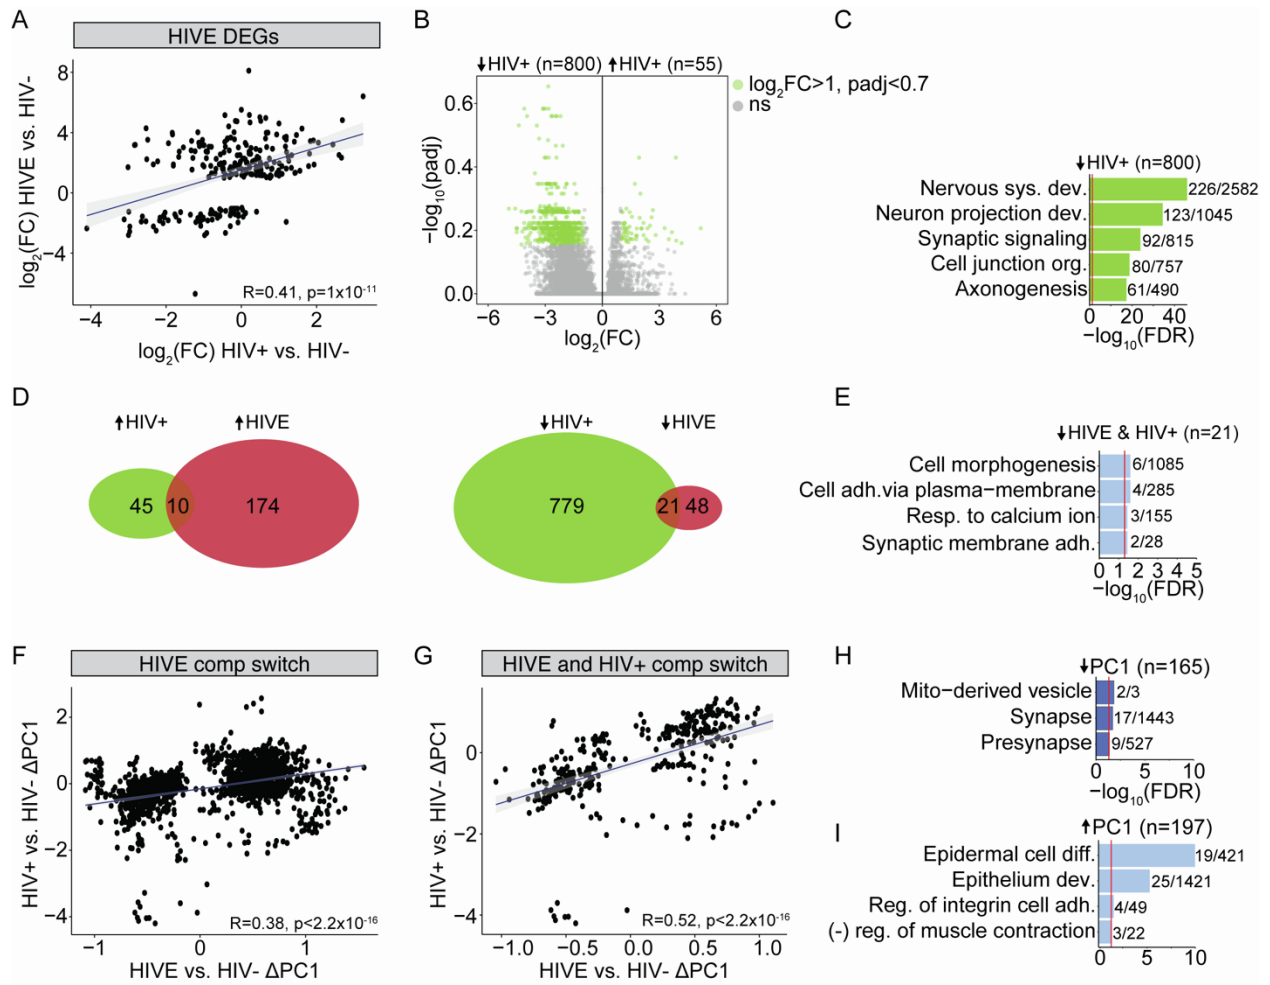 A
HIVE DEGs
log2(FC) HIVE vs. HIV-
8
4
0
−4
R=0.41, p=1x10-11
−4 −2 0 2
log2(FC) HIV+ vs. HIV-
B
↓HIV+ (n=800) ↑HIV+ (n=55)
log2FC>1, padj<0.7
ns
−log10(padj)
0.6
0.4
0.2
0.0
−6 −3 0 3 6
log2(FC)
C
↓HIV+ (n=800)
Nervous sys. dev. 226/2582
Neuron projection dev. 123/1045
Synaptic signaling 92/815
Cell junction org. 80/757
Axonogenesis 61/490
0 20 40
−log10(FDR)
D
↑HIV+ ↑HIVE
45 10 174
↓HIV+ ↓HIVE
779 21 48
E
↓HIVE & HIV+ (n=21)
Cell morphogenesis 6/1085
Cell adh.via plasma−membrane 4/285
Resp. to calcium ion 3/155
Synaptic membrane adh. 2/28
0 1 2 3 4 5
−log10(FDR)
F
HIVE comp switch
HIV+ vs. HIV- ΔPC1
2
0
−2
−4
R=0.38, p<2.2x10-16
−1 0 1
HIVE vs. HIV- ΔPC1
G
HIVE and HIV+ comp switch
HIV+ vs. HIV- ΔPC1
0
−2
−4
R=0.52, p<2.2x10-16
−1.0 −0.5 0.0 0.5 1.0
HIVE vs. HIV- ΔPC1
H
↓PC1 (n=165)
Mito−derived vesicle 2/3
Synapse 17/1443
Presynapse 9/527
0 5 10
−log10(FDR)
I
↑PC1 (n=197)
Epidermal cell diff. 19/421
Epithelium dev. 25/1421
Reg. of integrin cell adh. 4/49
(-) reg. of muscle contraction 3/22
0 5 10